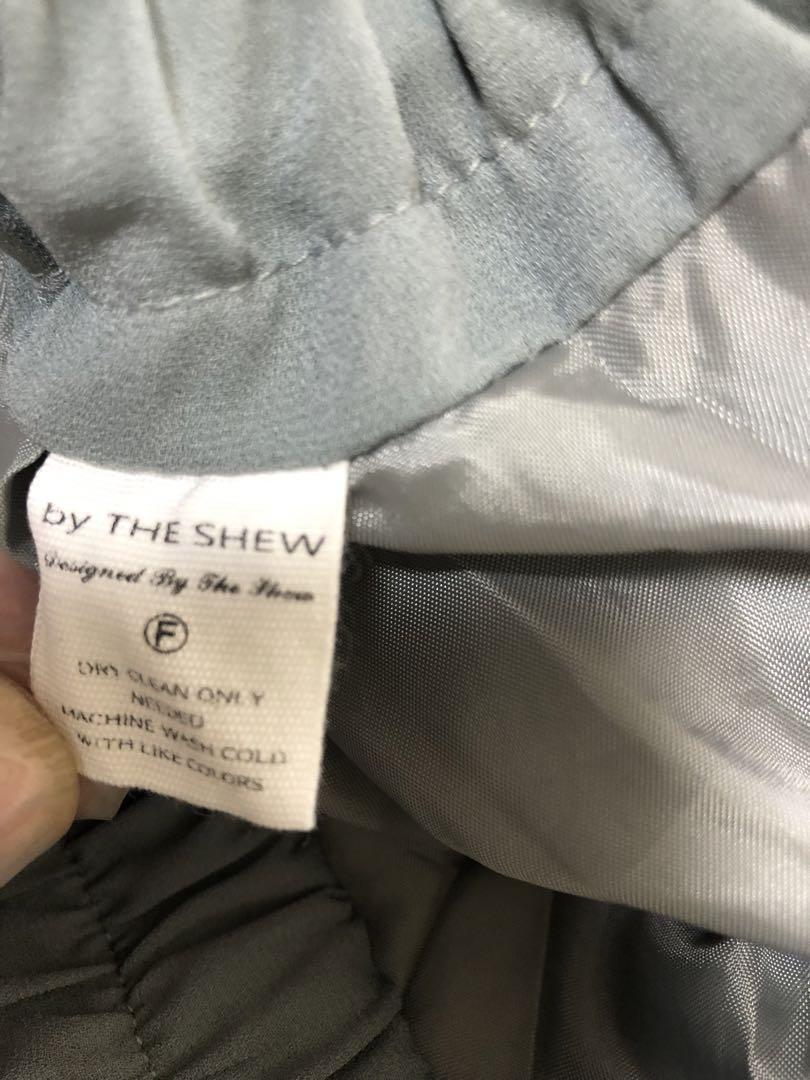 by THE SHEW
Designed By The Shew
F
DRY CLEAN ONLY
NEEDED
MACHINE WASH COLD
WITH LIKE COLORS